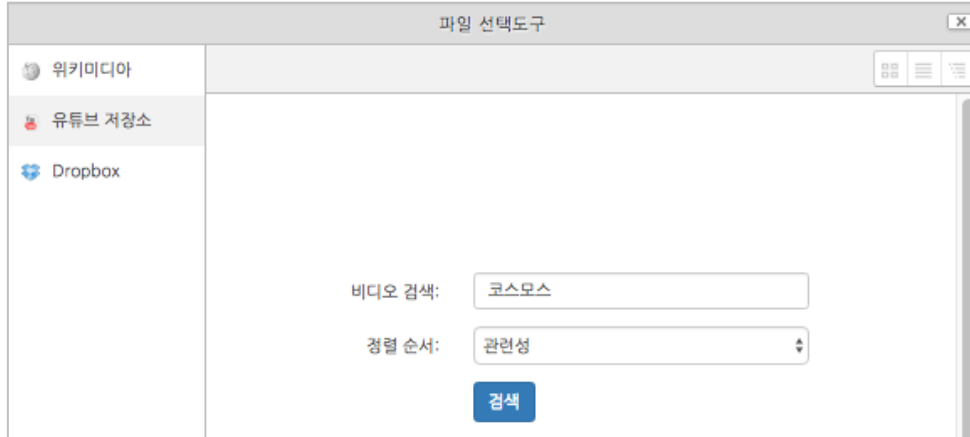 파일 선택도구
위키미디아
유튜브 저장소
Dropbox
비디오 검색: 코스모스
정렬 순서: 관련성
검색